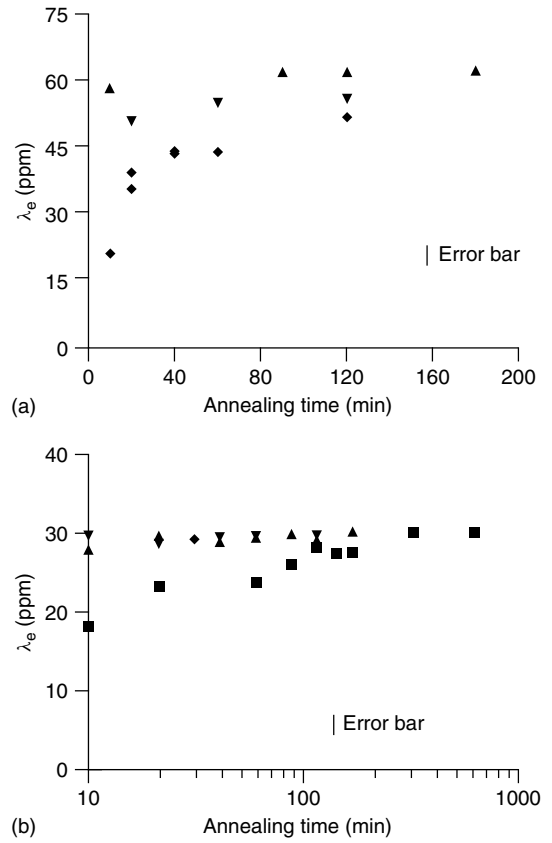 75
60
45
30
15
0
λe (ppm)
Error bar
0 40 80 120 160 200
(a)
Annealing time (min)
40
30
20
10
0
λe (ppm)
Error bar
10 100 1000
(b)
Annealing time (min)